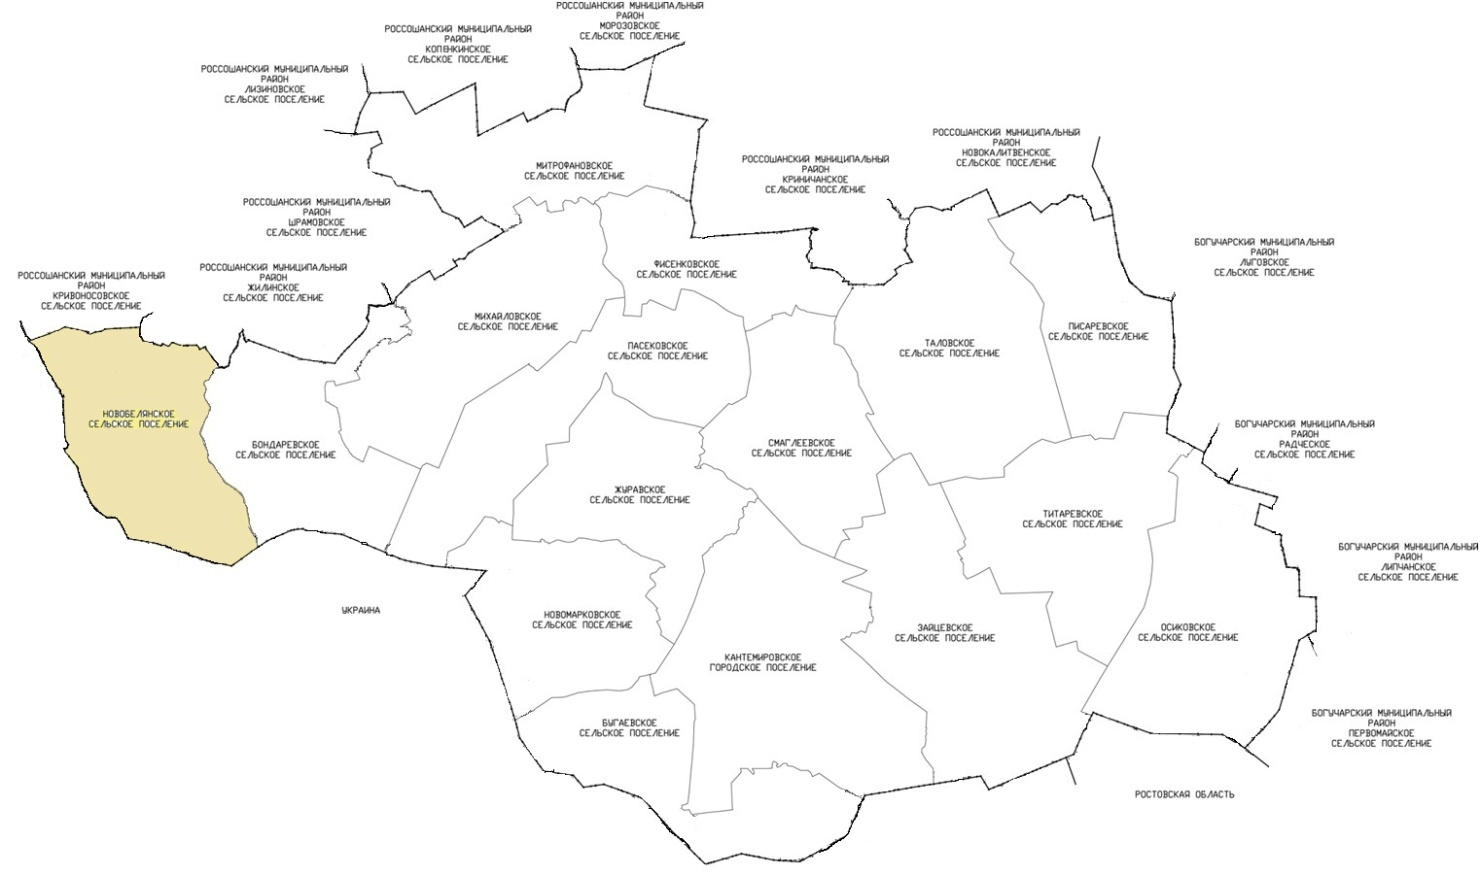 РОССОШАНСКИЙ МУНИЦИПАЛЬНЫЙ
РАЙОН
МОРОЗОВСКОЕ
СЕЛЬСКОЕ ПОСЕЛЕНИЕ
РОССОШАНСКИЙ МУНИЦИПАЛЬНЫЙ
РАЙОН
КОПЕНКИНСКОЕ
СЕЛЬСКОЕ ПОСЕЛЕНИЕ
РОССОШАНСКИЙ МУНИЦИПАЛЬНЫЙ
РАЙОН
ЛИЗИНОВСКОЕ
СЕЛЬСКОЕ ПОСЕЛЕНИЕ
РОССОШАНСКИЙ МУНИЦИПАЛЬНЫЙ
РАЙОН
НОВОКАЛИТВЕНСКОЕ
СЕЛЬСКОЕ ПОСЕЛЕНИЕ
РОССОШАНСКИЙ МУНИЦИПАЛЬНЫЙ
РАЙОН
КРИНИЧАНСКОЕ
СЕЛЬСКОЕ ПОСЕЛЕНИЕ
МИТРОФАНОВСКОЕ
СЕЛЬСКОЕ ПОСЕЛЕНИЕ
РОССОШАНСКИЙ МУНИЦИПАЛЬНЫЙ
РАЙОН
ШРАМОВСКОЕ
СЕЛЬСКОЕ ПОСЕЛЕНИЕ
БОГУЧАРСКИЙ МУНИЦИПАЛЬНЫЙ
РАЙОН
ЛУГОВСКОЕ
СЕЛЬСКОЕ ПОСЕЛЕНИЕ
РОССОШАНСКИЙ МУНИЦИПАЛЬНЫЙ
РАЙОН
ЖИЛИНСКОЕ
СЕЛЬСКОЕ ПОСЕЛЕНИЕ
РОССОШАНСКИЙ МУНИЦИПАЛЬНЫЙ
РАЙОН
КРИВОНОСОВСКОЕ
СЕЛЬСКОЕ ПОСЕЛЕНИЕ
ФИСЕНКОВСКОЕ
СЕЛЬСКОЕ ПОСЕЛЕНИЕ
МИХАЙЛОВСКОЕ
СЕЛЬСКОЕ ПОСЕЛЕНИЕ
ПИСАРЕВСКОЕ
СЕЛЬСКОЕ ПОСЕЛЕНИЕ
ТАЛОВСКОЕ
СЕЛЬСКОЕ ПОСЕЛЕНИЕ
ПАСЕКОВСКОЕ
СЕЛЬСКОЕ ПОСЕЛЕНИЕ
НОВОБЕЛЯНСКОЕ
СЕЛЬСКОЕ ПОСЕЛЕНИЕ
БОНДАРЕВСКОЕ
СЕЛЬСКОЕ ПОСЕЛЕНИЕ
СМАГЛЕЕВСКОЕ
СЕЛЬСКОЕ ПОСЕЛЕНИЕ
БОГУЧАРСКИЙ МУНИЦИПАЛЬНЫЙ
РАЙОН
РАДЧЕСКОЕ
СЕЛЬСКОЕ ПОСЕЛЕНИЕ
ЖУРАВСКОЕ
СЕЛЬСКОЕ ПОСЕЛЕНИЕ
ТИТАРЕВСКОЕ
СЕЛЬСКОЕ ПОСЕЛЕНИЕ
БОГУЧАРСКИЙ МУНИЦИПАЛЬНЫЙ
РАЙОН
ЛИПЧАНСКОЕ
СЕЛЬСКОЕ ПОСЕЛЕНИЕ
УКРАИНА
НОВОМАРКОВСКОЕ
СЕЛЬСКОЕ ПОСЕЛЕНИЕ
ЗАЙЦЕВСКОЕ
СЕЛЬСКОЕ ПОСЕЛЕНИЕ
ОСИКОВСКОЕ
СЕЛЬСКОЕ ПОСЕЛЕНИЕ
КАНТЕМИРОВСКОЕ
ГОРОДСКОЕ ПОСЕЛЕНИЕ
БУГАЕВСКОЕ
СЕЛЬСКОЕ ПОСЕЛЕНИЕ
БОГУЧАРСКИЙ МУНИЦИПАЛЬНЫЙ
РАЙОН
ПЕРВОМАЙСКОЕ
СЕЛЬСКОЕ ПОСЕЛЕНИЕ
РОСТОВСКАЯ ОБЛАСТЬ